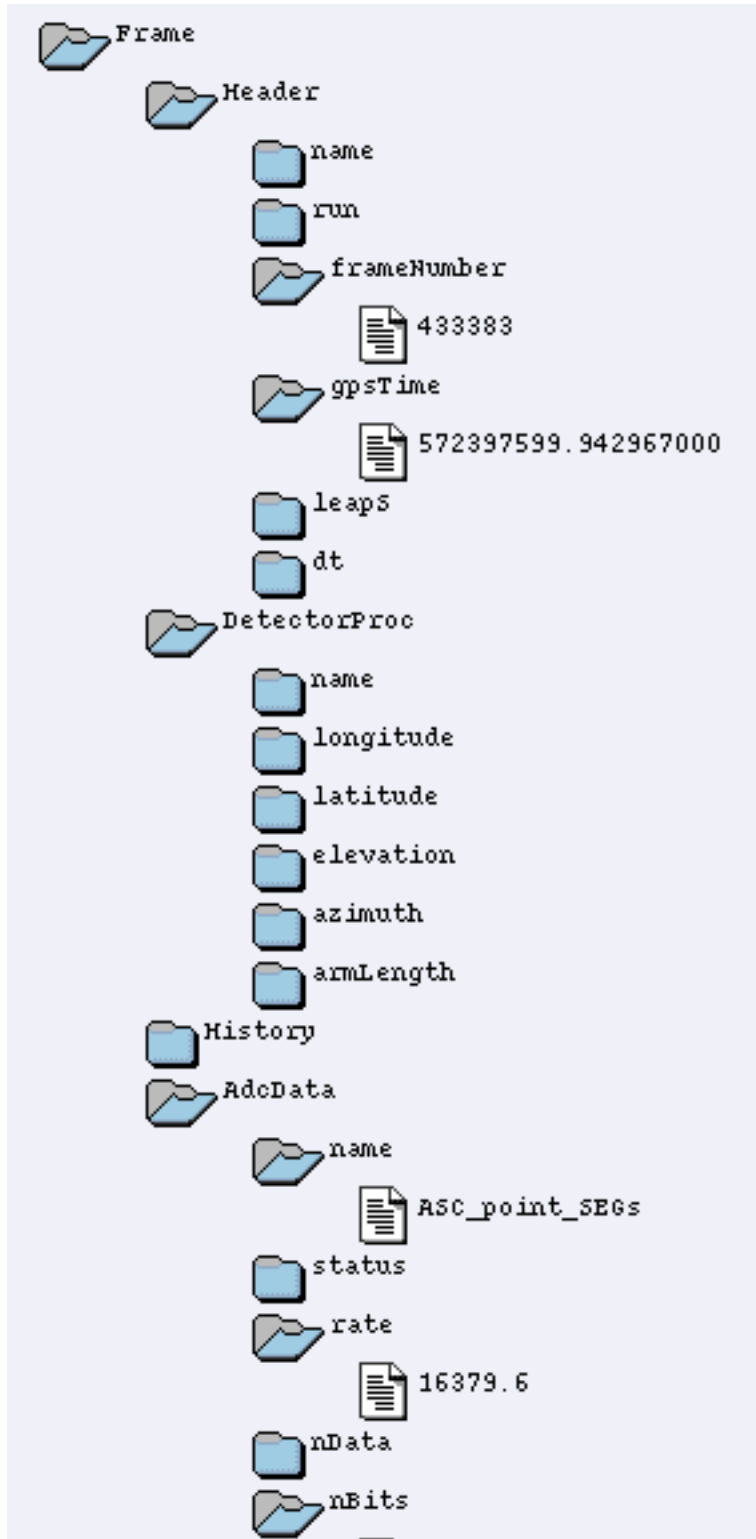 Frame
Header
name
run
frameNumber
433383
gpsTime
572397599.942967000
leapS
dt
DetectorProc
name
longitude
latitude
elevation
azimuth
armLength
History
AdcData
name
ASC_point_SEGs
status
rate
16379.6
nData
nBits